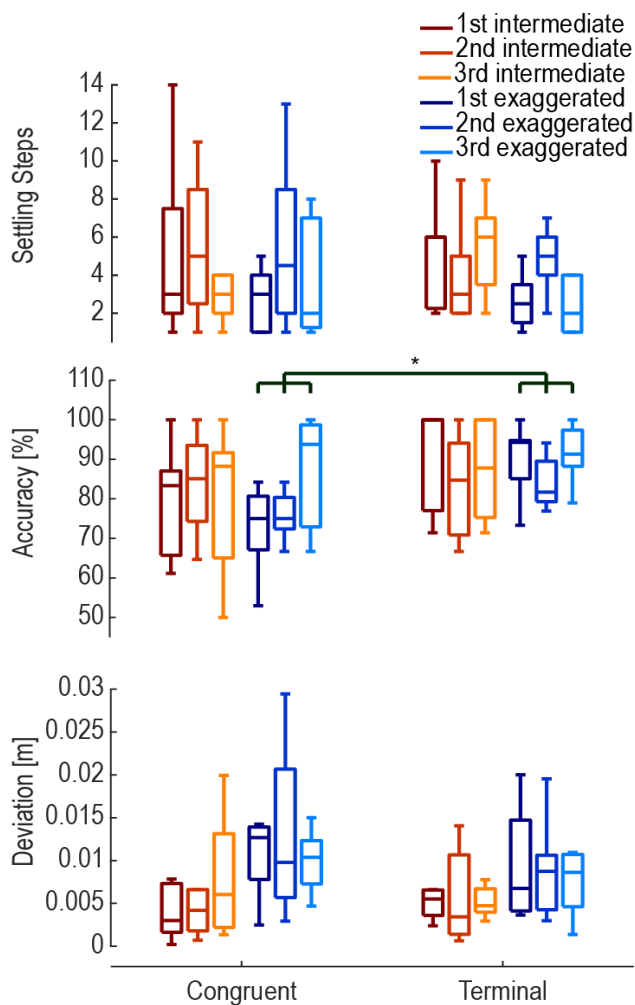 1st intermediate
2nd intermediate
3rd intermediate
1st exaggerated
2nd exaggerated
3rd exaggerated
Settling Steps
14
12
10
8
6
4
2
*
Accuracy [%]
110
100
90
80
70
60
50
Deviation [m]
0.03
0.025
0.02
0.015
0.01
0.005
0
Congruent Terminal